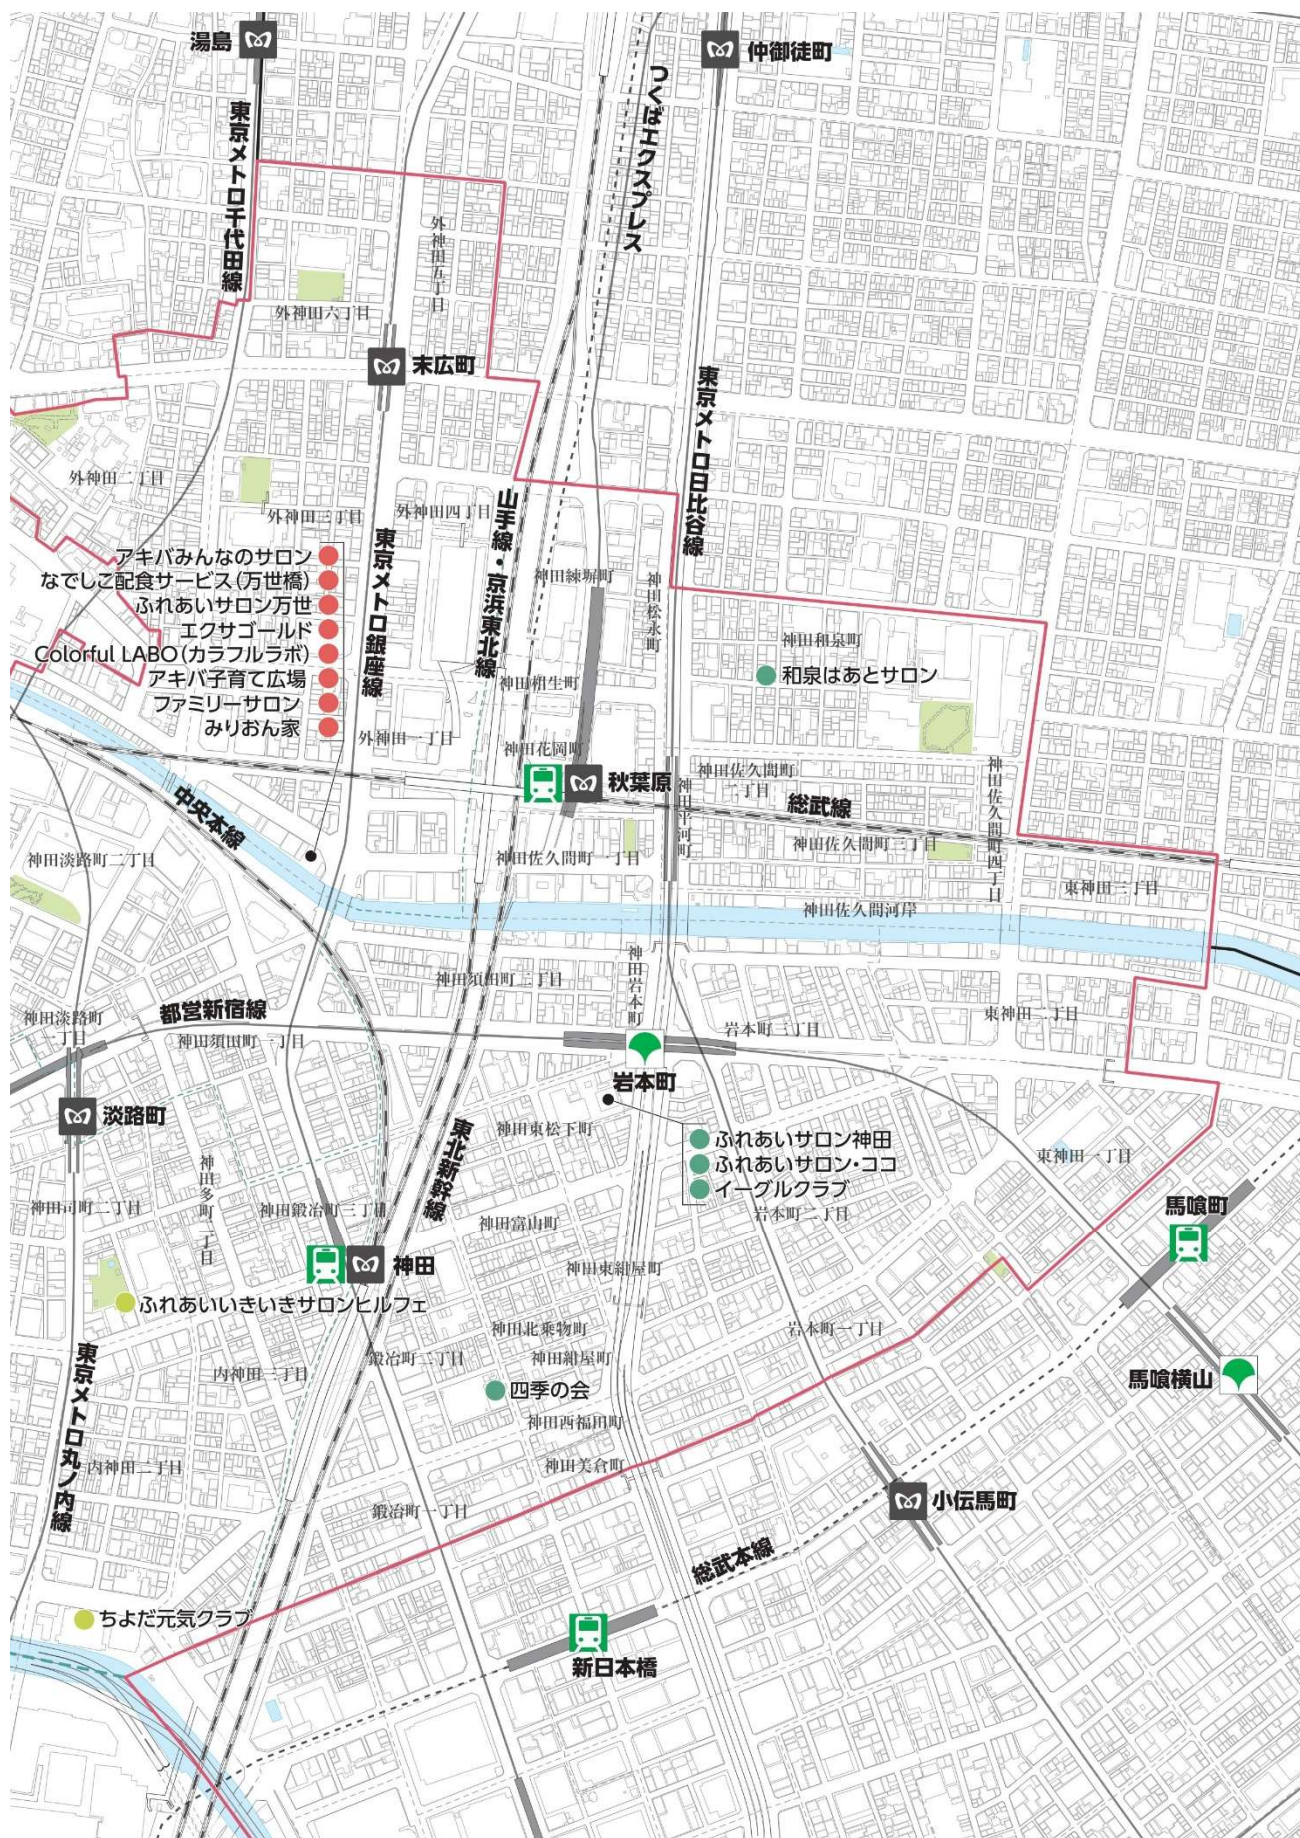 湯島
仲御徒町
東京メトロ千代田線
つくばエクスプレス
外神田五丁目
外神田六丁目
末広町
東京メトロ日比谷線
外神田二丁目
外神田三丁目
外神田四丁目
山手線・京浜東北線
東京メトロ銀座線
アキバみんなのサロン
なでしこ配食サービス(万世橋)
ふれあいサロン万世
エクサゴールド
Colorful LABO(カラフルラボ)
アキバ子育て広場
ファミリーサロン
みりおん家
神田練塀町
神田松永町
神田和泉町
和泉はあとサロン
神田相生町
外神田一丁目
神田花岡町
秋葉原
神田佐久間町
二丁目
神田平河町
総武線
神田佐久間町四丁目
中央本線
神田淡路町二丁目
神田佐久間町一丁目
神田佐久間町三丁目
東神田三丁目
神田佐久間河岸
神田須田町二丁目
神田岩本町
神田淡路町
一丁目
都営新宿線
神田須田町一丁目
岩本町三丁目
東神田二丁目
岩本町
淡路町
東北新幹線
神田東松下町
ふれあいサロン神田
ふれあいサロン・ココ
イーグルクラブ
東神田一丁目
神田司町二丁目
神田多町二丁目
神田鍛冶町三丁目
神田富山町
岩本町二丁目
馬喰町
神田
神田東紺屋町
ふれあいいきいきサロンヒルフェ
神田北乗物町
岩本町一丁目
東京メトロ丸ノ内線
内神田三丁目
鍛冶町二丁目
神田紺屋町
四季の会
馬喰横山
神田西福田町
内神田二丁目
神田美倉町
鍛冶町一丁目
小伝馬町
総武本線
ちよだ元気クラブ
新日本橋